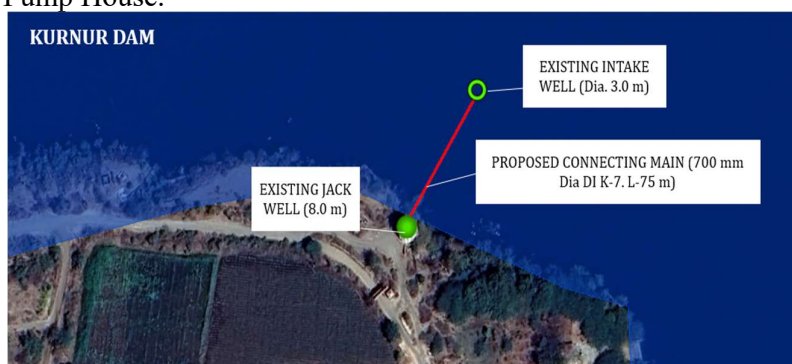 Pump House.
KURNUR DAM
EXISTING INTAKE
WELL (Dia. 3.0 m)
PROPOSED CONNECTING MAIN (700 mm
Dia DI K-7. L-75 m)
EXISTING JACK
WELL (8.0 m)